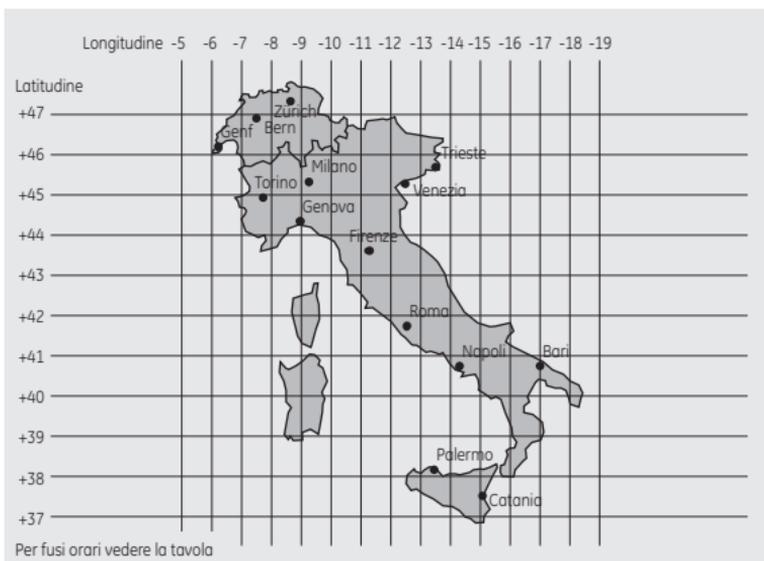 Longitudine -5 -6 -7 -8 -9 -10 -11 -12 -13 -14 -15 -16 -17 -18 -19
Latitudine
+47
Zürich
Genf Bern
+46
Trieste
Milano
Torino
Venezia
+45
Genova
+44
Firenze
+43
+42
Roma
+41
Napoli Bari
+40
+39
Palermo
+38
Catania
+37
Per fusi orari vedere la tavola